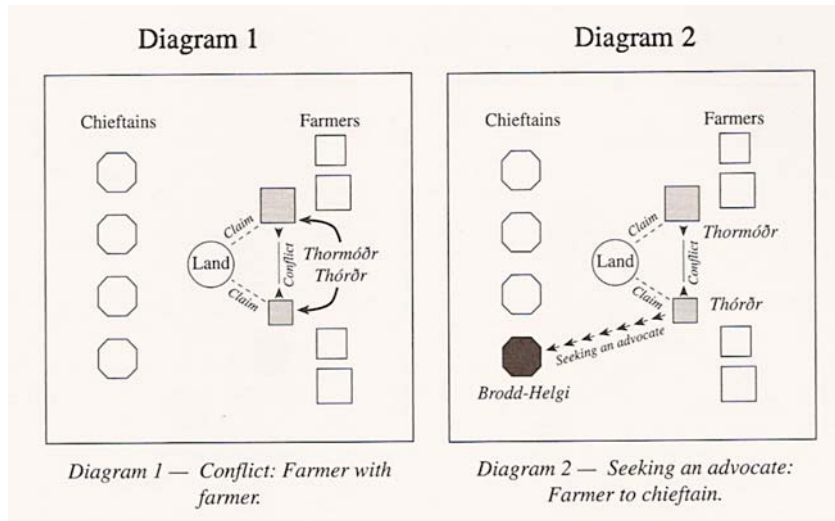 Diagram 1
Chieftains
Farmers
Claim
Land
Conflict
Claim
Thormóðr
Thórðr
Diagram 1 — Conflict: Farmer with
farmer.
Diagram 2
Chieftains
Farmers
Claim
Thormóðr
Land
Conflict
Claim
Thórðr
Seeking an advocate
Brodd-Helgi
Diagram 2 — Seeking an advocate:
Farmer to chieftain.